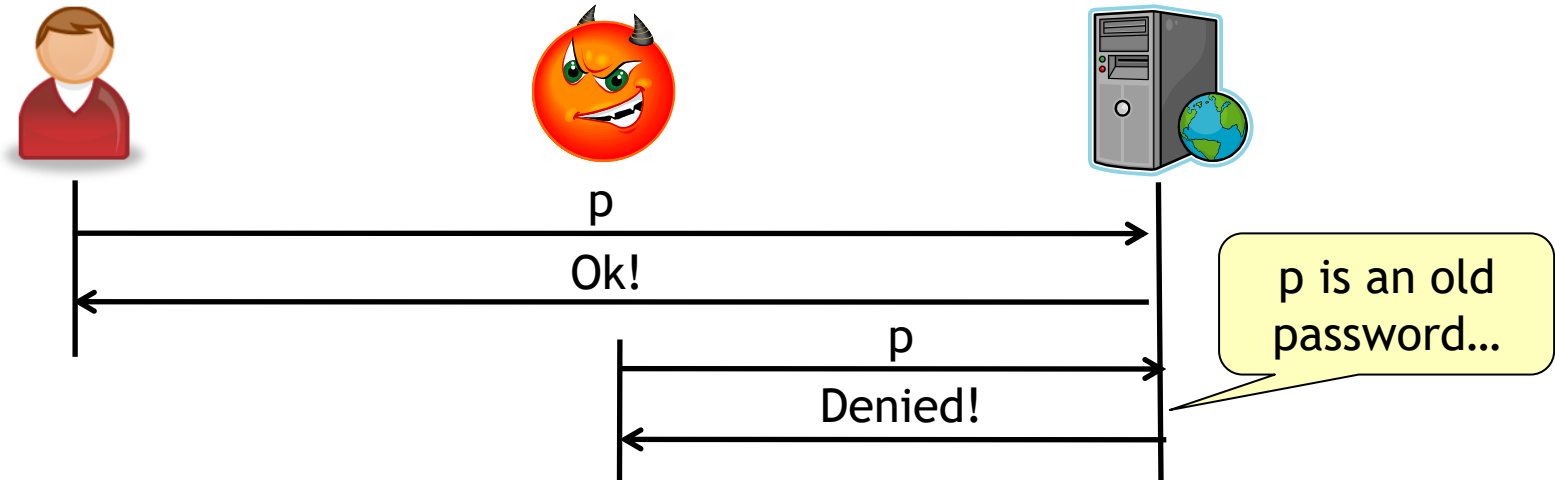 p
Ok!
p
Denied!
p is an old
password…